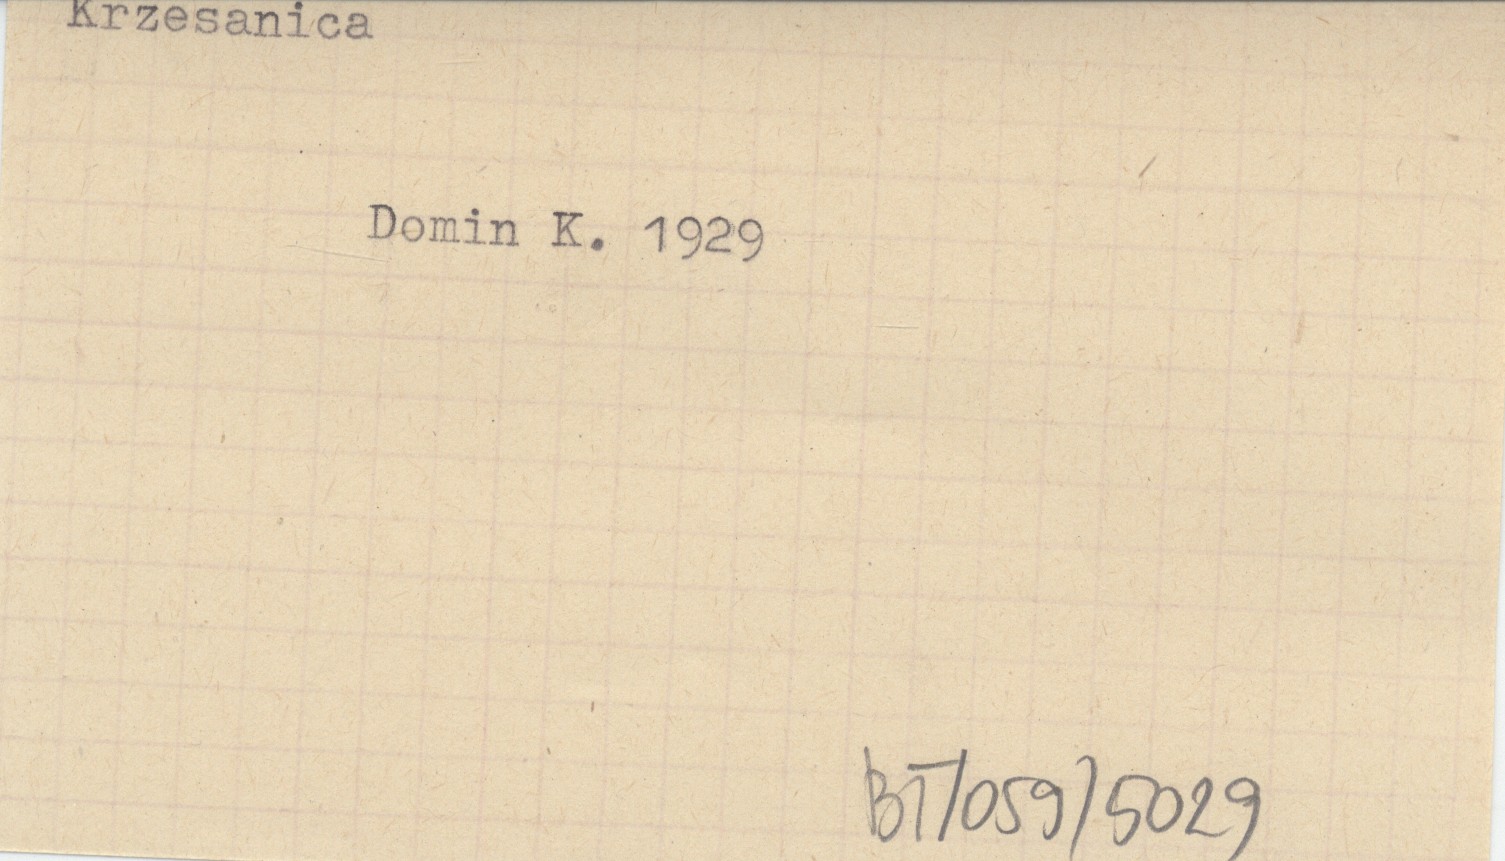 Krzesanica
Domin K. 1929
BT/059/5029